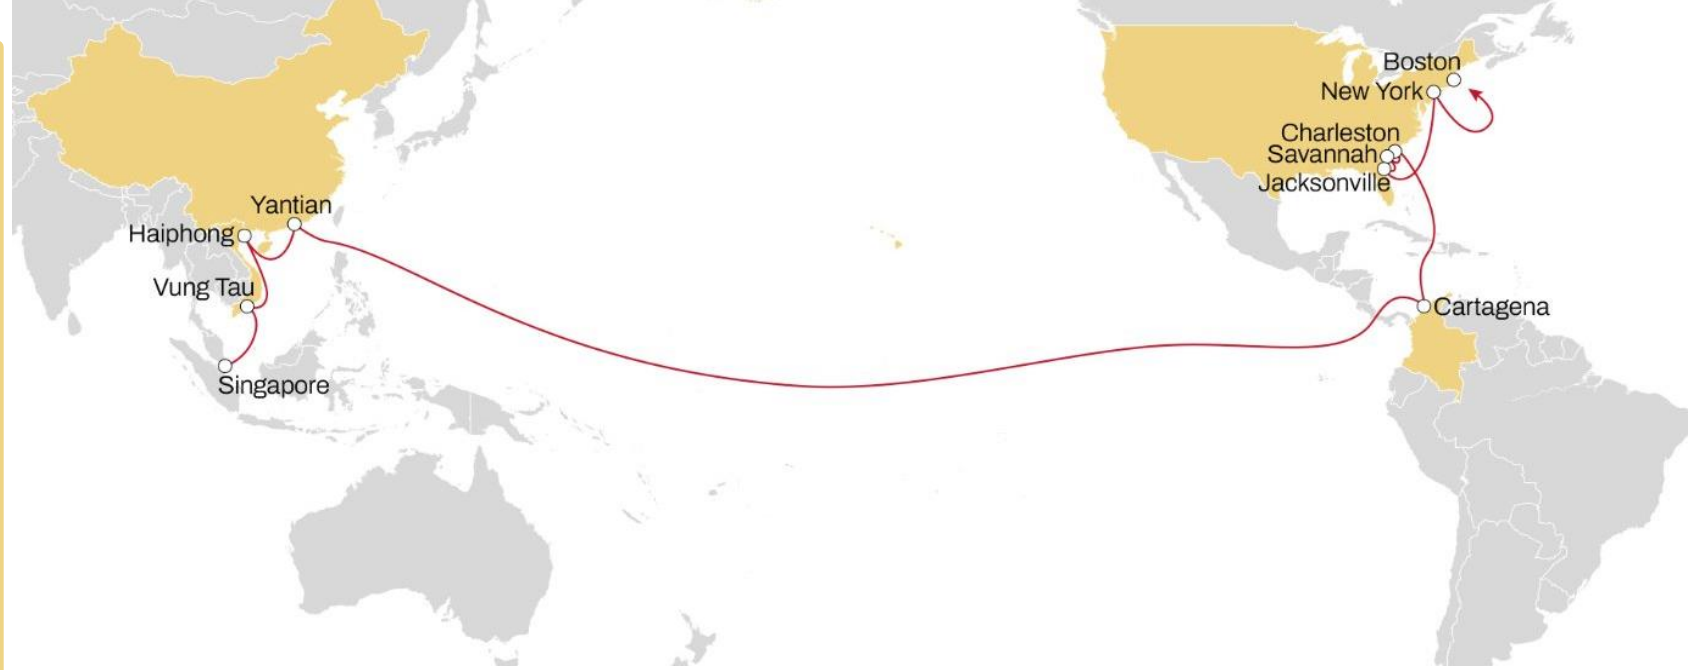 Boston
New York
Charleston
Savannah
Jacksonville
Yantian
Haiphong
Vung Tau
Cartagena
Singapore